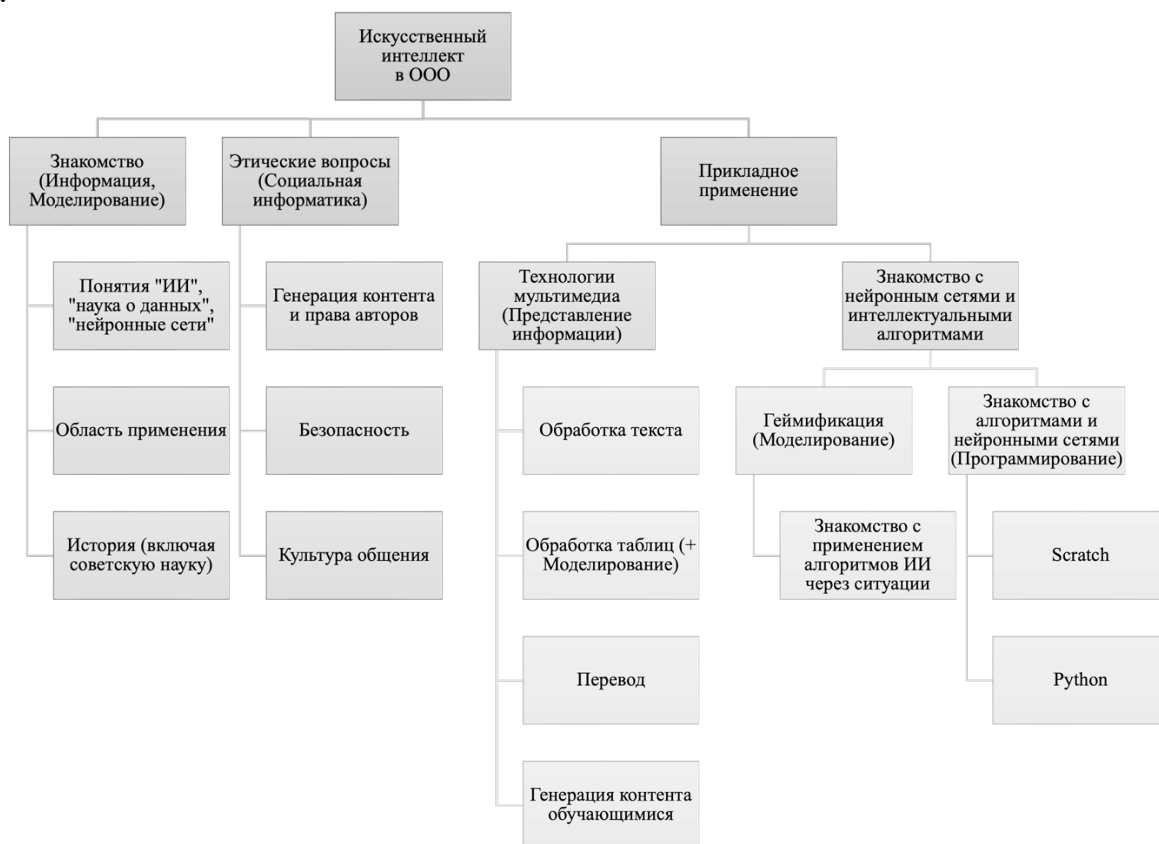 Искусственный
интеллект
в ООО
Знакомство
(Информация,
Моделирование)
Этические вопросы
(Социальная
информатика)
Прикладное
применение
Понятия "ИИ",
"наука о данных",
"нейронные сети"
Область применения
История (включая
советскую науку)
Генерация контента
и права авторов
Безопасность
Культура общения
Технологии
мультимедиа
(Представление
информации)
Обработка текста
Обработка таблиц (+
Моделирование)
Перевод
Генерация контента
обучающимися
Знакомство с
нейронным сетями и
интеллектуальными
алгоритмами
Геймификация
(Моделирование)
Знакомство с
применением
алгоритмов ИИ
через ситуации
Знакомство с
алгоритмами и
нейронными сетями
(Программирование)
Scratch
Python